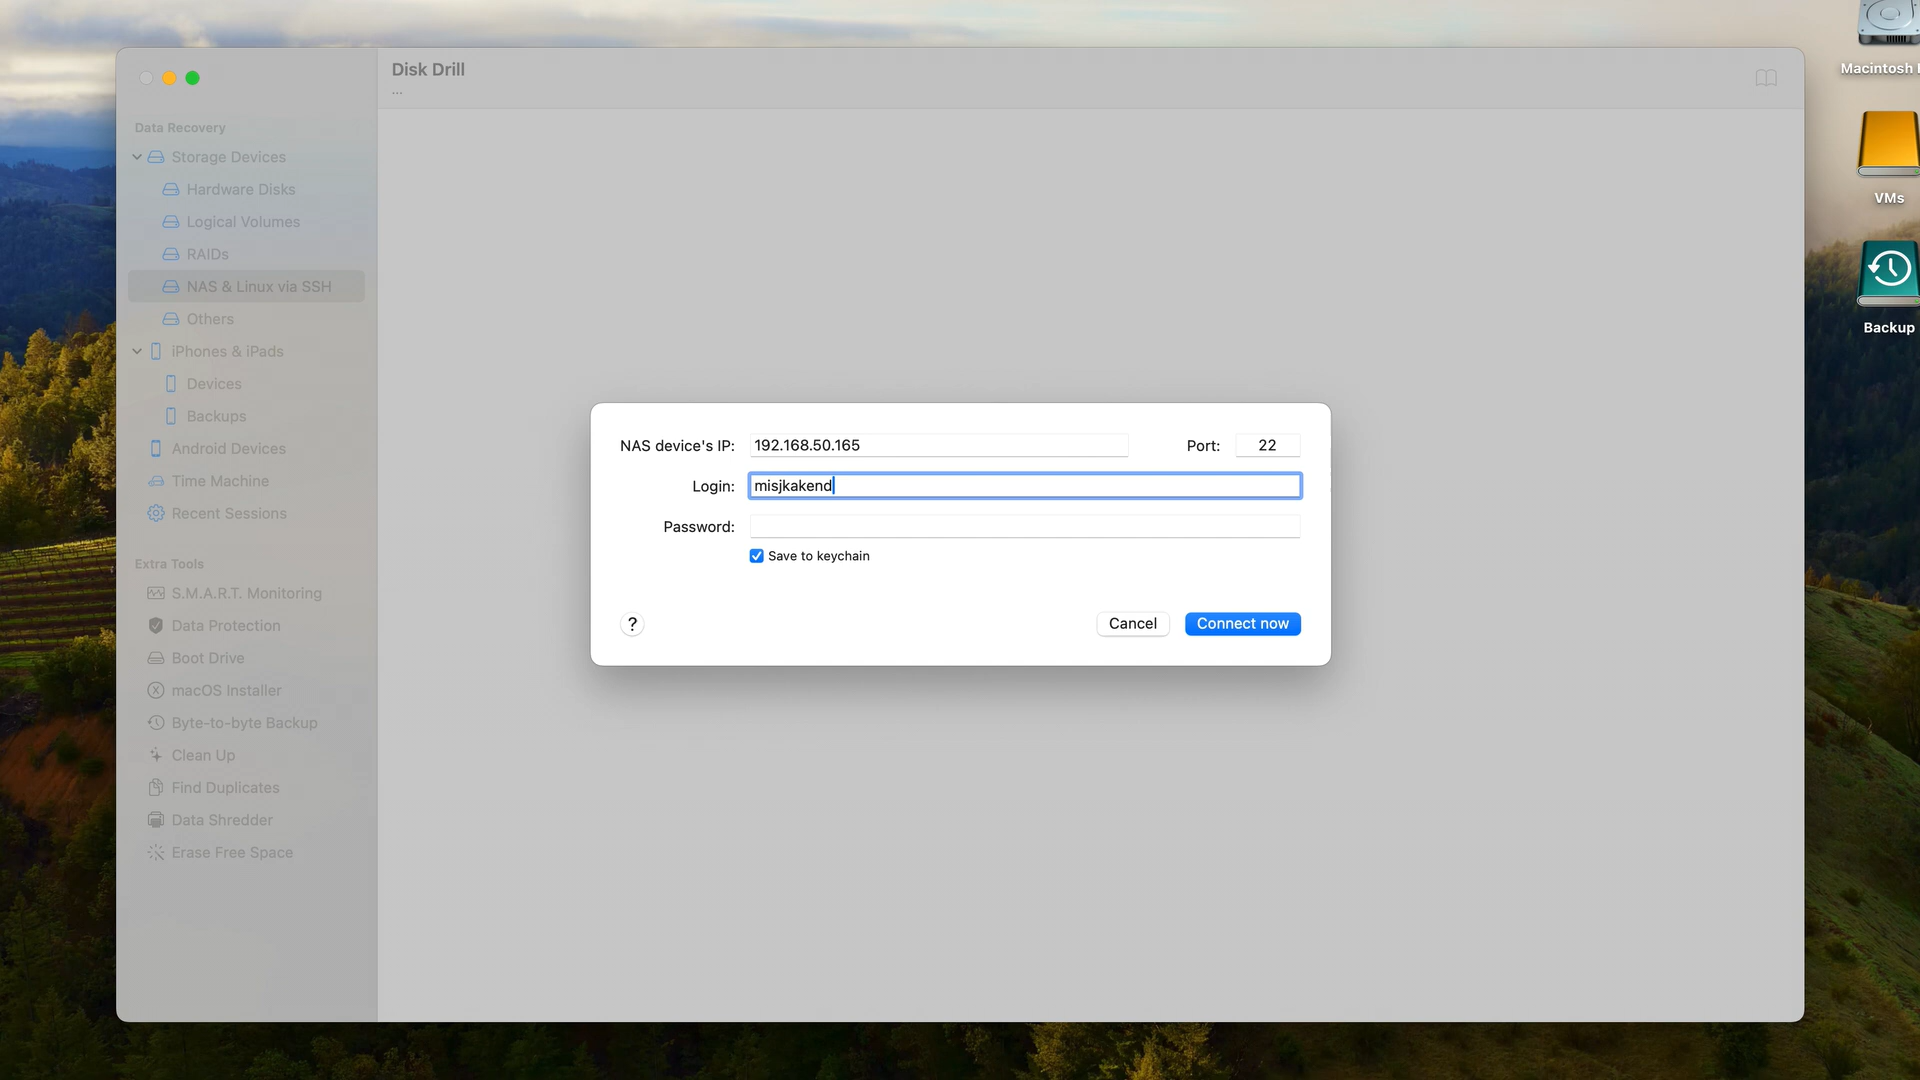 Disk Drill
...
Data Recovery
Storage Devices
Hardware Disks
Logical Volumes
RAIDs
NAS & Linux via SSH
Others
iPhones & iPads
Devices
Backups
Android Devices
Time Machine
Recent Sessions
Extra Tools
S.M.A.R.T. Monitoring
Data Protection
Boot Drive
macOS Installer
Byte-to-byte Backup
Clean Up
Find Duplicates
Data Shredder
Erase Free Space
NAS device's IP: 192.168.50.165 Port: 22
Login: misjkakend
Password:
Save to keychain
? Cancel Connect now
Macintosh
VMs
Backup